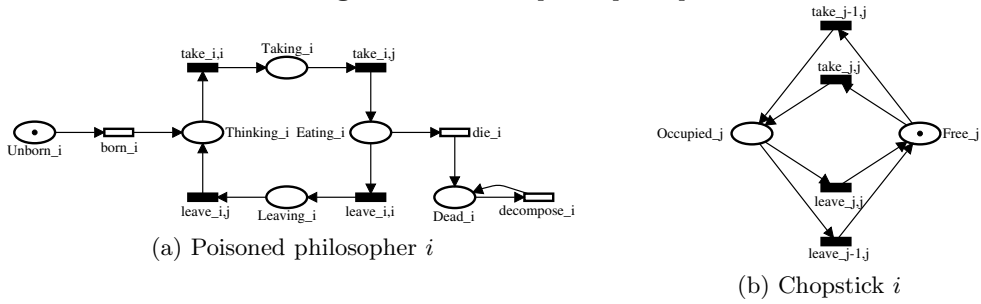 take_i,i
Taking_i
take_i,j
Unborn_i
born_i
Thinking_i
Eating_i
die_i
leave_i,j
Leaving_i
leave_i,i
Dead_i
decompose_i
(a) Poisoned philosopher i
take_j-1,j
take_j,j
Occupied_j
Free_j
leave_j,j
leave_j-1,j
(b) Chopstick i